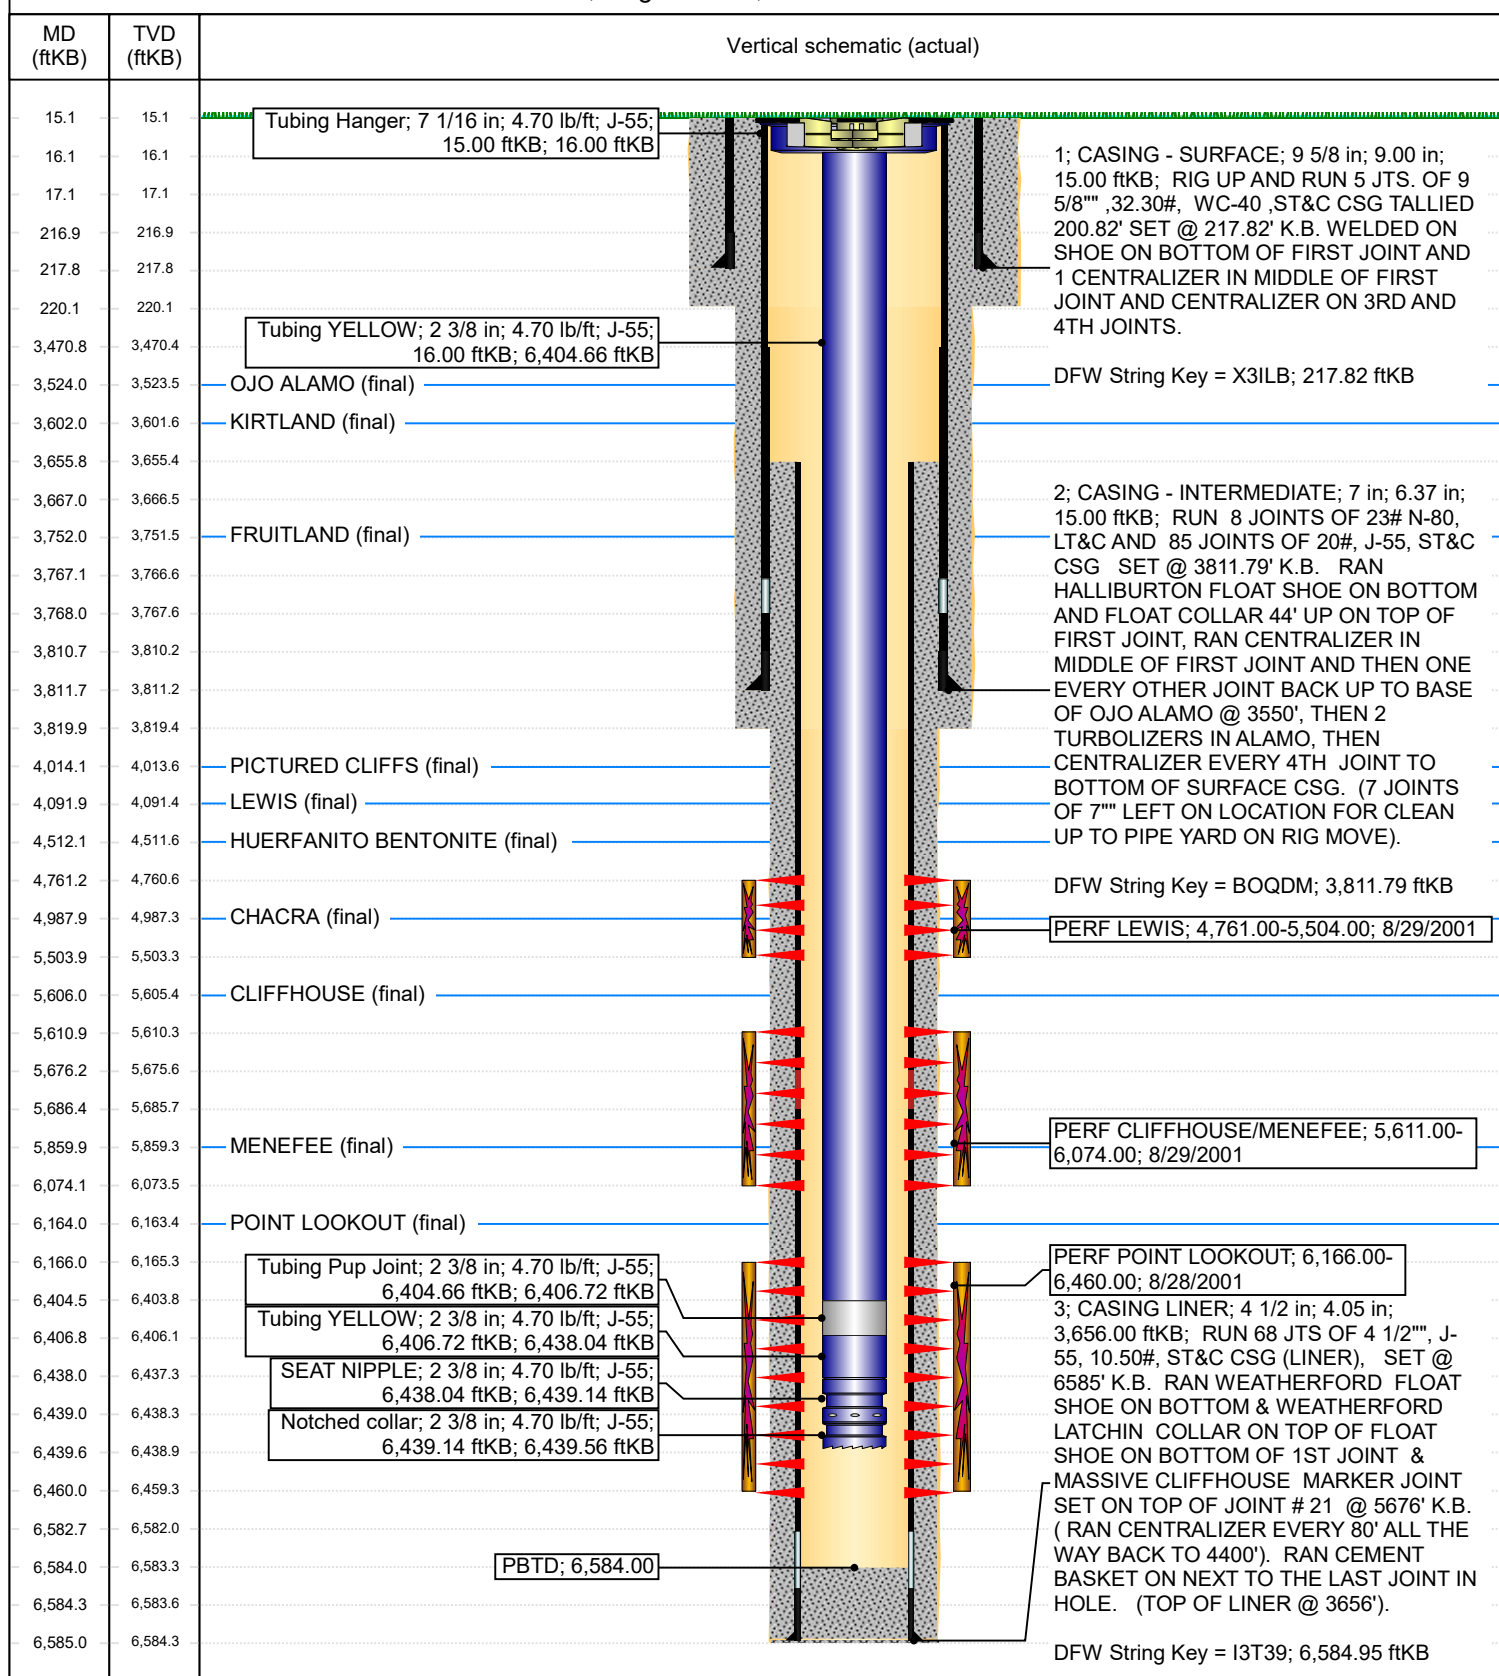 MD
(ftKB)
TVD
(ftKB)
Vertical schematic (actual)
15.1 15.1
16.1 16.1
17.1 17.1
216.9 216.9
217.8 217.8
220.1 220.1
3,470.8 3,470.4
3,524.0 3,523.5
3,602.0 3,601.6
3,655.8 3,655.4
3,667.0 3,666.5
3,752.0 3,751.5
3,767.1 3,766.6
3,768.0 3,767.6
3,810.7 3,810.2
3,811.7 3,811.2
3,819.9 3,819.4
4,014.1 4,013.6
4,091.9 4,091.4
4,512.1 4,511.6
4,761.2 4,760.6
4,987.9 4,987.3
5,503.9 5,503.3
5,606.0 5,605.4
5,610.9 5,610.3
5,676.2 5,675.6
5,686.4 5,685.7
5,859.9 5,859.3
6,074.1 6,073.5
6,164.0 6,163.4
6,166.0 6,165.3
6,404.5 6,403.8
6,406.8 6,406.1
6,438.0 6,437.3
6,439.0 6,438.3
6,439.6 6,438.9
6,460.0 6,459.3
6,582.7 6,582.0
6,584.0 6,583.3
6,584.3 6,583.6
6,585.0 6,584.3
Tubing Hanger; 7 1/16 in; 4.70 lb/ft; J-55;
15.00 ftKB; 16.00 ftKB
Tubing YELLOW; 2 3/8 in; 4.70 lb/ft; J-55;
16.00 ftKB; 6,404.66 ftKB
OJO ALAMO (final)
KIRTLAND (final)
FRUITLAND (final)
PICTURED CLIFFS (final)
LEWIS (final)
HUERFANITO BENTONITE (final)
CHACRA (final)
CLIFFHOUSE (final)
MENEFEE (final)
POINT LOOKOUT (final)
Tubing Pup Joint; 2 3/8 in; 4.70 lb/ft; J-55;
6,404.66 ftKB; 6,406.72 ftKB
Tubing YELLOW; 2 3/8 in; 4.70 lb/ft; J-55;
6,406.72 ftKB; 6,438.04 ftKB
SEAT NIPPLE; 2 3/8 in; 4.70 lb/ft; J-55;
6,438.04 ftKB; 6,439.14 ftKB
Notched collar; 2 3/8 in; 4.70 lb/ft; J-55;
6,439.14 ftKB; 6,439.56 ftKB
PBTD; 6,584.00
1; CASING - SURFACE; 9 5/8 in; 9.00 in;
15.00 ftKB; RIG UP AND RUN 5 JTS. OF 9
5/8"" ,32.30#, WC-40 ,ST&C CSG TALLIED
200.82' SET @ 217.82' K.B. WELDED ON
SHOE ON BOTTOM OF FIRST JOINT AND
1 CENTRALIZER IN MIDDLE OF FIRST
JOINT AND CENTRALIZER ON 3RD AND
4TH JOINTS.
DFW String Key = X3ILB; 217.82 ftKB
2; CASING - INTERMEDIATE; 7 in; 6.37 in;
15.00 ftKB; RUN 8 JOINTS OF 23# N-80,
LT&C AND 85 JOINTS OF 20#, J-55, ST&C
CSG SET @ 3811.79' K.B. RAN
HALLIBURTON FLOAT SHOE ON BOTTOM
AND FLOAT COLLAR 44' UP ON TOP OF
FIRST JOINT, RAN CENTRALIZER IN
MIDDLE OF FIRST JOINT AND THEN ONE
EVERY OTHER JOINT BACK UP TO BASE
OF OJO ALAMO @ 3550', THEN 2
TURBOLIZERS IN ALAMO, THEN
CENTRALIZER EVERY 4TH JOINT TO
BOTTOM OF SURFACE CSG. (7 JOINTS
OF 7"" LEFT ON LOCATION FOR CLEAN
UP TO PIPE YARD ON RIG MOVE).
DFW String Key = BOQDM; 3,811.79 ftKB
PERF LEWIS; 4,761.00-5,504.00; 8/29/2001
PERF CLIFFHOUSE/MENEFEE; 5,611.00-
6,074.00; 8/29/2001
PERF POINT LOOKOUT; 6,166.00-
6,460.00; 8/28/2001
3; CASING LINER; 4 1/2 in; 4.05 in;
3,656.00 ftKB; RUN 68 JTS OF 4 1/2"", J-
55, 10.50#, ST&C CSG (LINER), SET @
6585' K.B. RAN WEATHERFORD FLOAT
SHOE ON BOTTOM & WEATHERFORD
LATCHIN COLLAR ON TOP OF FLOAT
SHOE ON BOTTOM OF 1ST JOINT &
MASSIVE CLIFFHOUSE MARKER JOINT
SET ON TOP OF JOINT # 21 @ 5676' K.B.
( RAN CENTRALIZER EVERY 80' ALL THE
WAY BACK TO 4400'). RAN CEMENT
BASKET ON NEXT TO THE LAST JOINT IN
HOLE. (TOP OF LINER @ 3656').
DFW String Key = I3T39; 6,584.95 ftKB